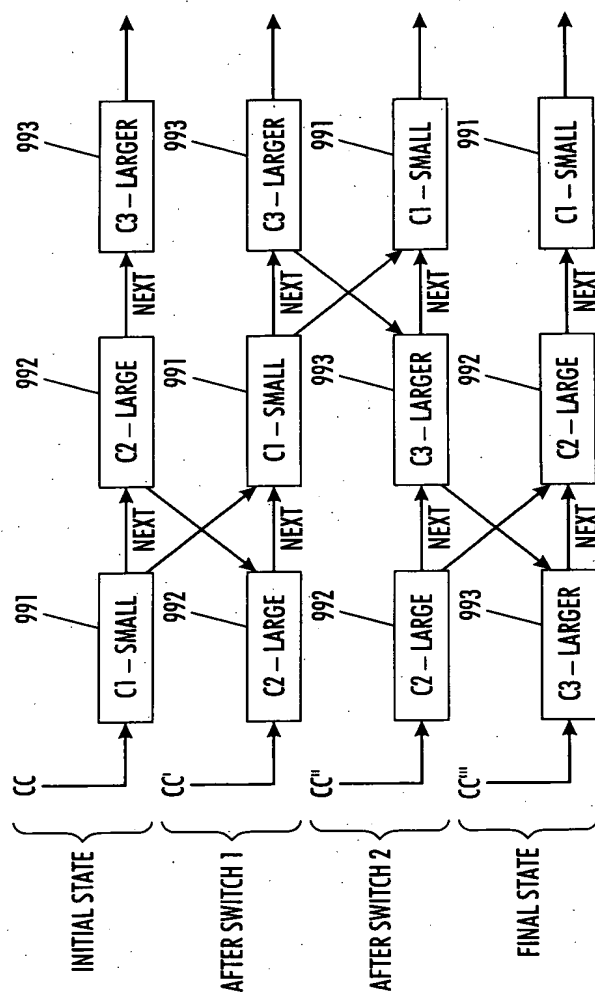 INITIAL STATE
CC
991
C1 – SMALL
NEXT
992
C2 – LARGE
NEXT
993
C3 – LARGER
AFTER SWITCH 1
CC'
992
C2 – LARGE
NEXT
991
C1 – SMALL
NEXT
993
C3 – LARGER
AFTER SWITCH 2
CC''
992
C2 – LARGE
NEXT
993
C3 – LARGER
NEXT
991
C1 – SMALL
FINAL STATE
CC'''
993
C3 – LARGER
NEXT
992
C2 – LARGE
NEXT
991
C1 – SMALL